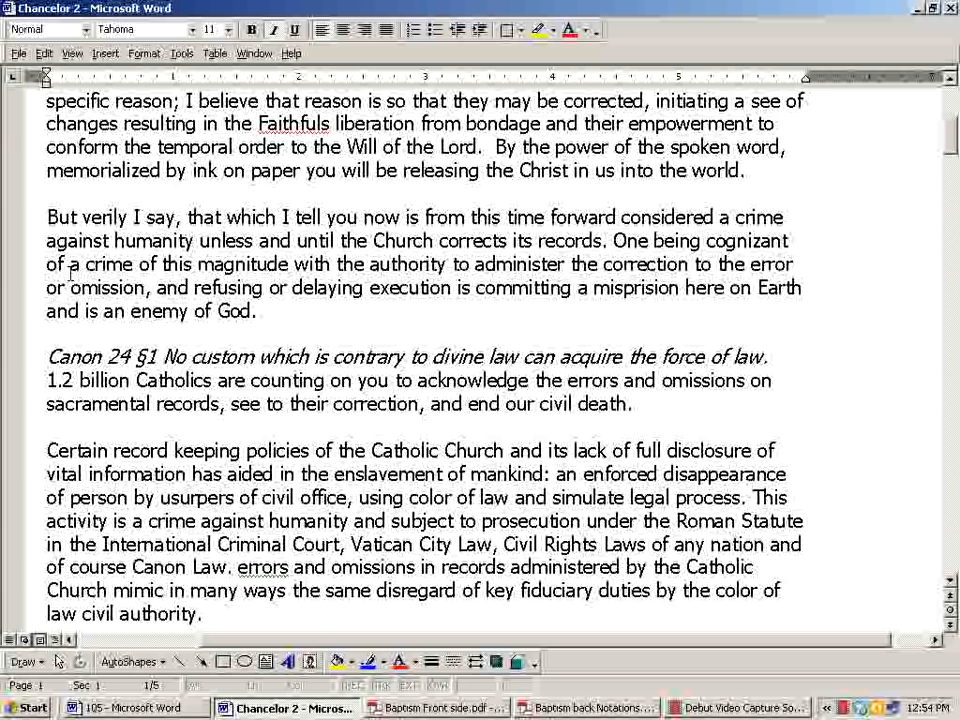 Chancelor 2 - Microsoft Word
Normal Tahoma 11 B I U
File Edit View Insert Format Tools Table Window Help
1 2 3 4 5
specific reason; I believe that reason is so that they may be corrected, initiating a see of
changes resulting in the Faithfuls liberation from bondage and their empowerment to
conform the temporal order to the Will of the Lord. By the power of the spoken word,
memorialized by ink on paper you will be releasing the Christ in us into the world.
But verily I say, that which I tell you now is from this time forward considered a crime
against humanity unless and until the Church corrects its records. One being cognizant
of a crime of this magnitude with the authority to administer the correction to the error
or omission, and refusing or delaying execution is committing a misprision here on Earth
and is an enemy of God.
Canon 24 §1 No custom which is contrary to divine law can acquire the force of law.
1.2 billion Catholics are counting on you to acknowledge the errors and omissions on
sacramental records, see to their correction, and end our civil death.
Certain record keeping policies of the Catholic Church and its lack of full disclosure of
vital information has aided in the enslavement of mankind: an enforced disappearance
of person by usurpers of civil office, using color of law and simulate legal process. This
activity is a crime against humanity and subject to prosecution under the Roman Statute
in the International Criminal Court, Vatican City Law, Civil Rights Laws of any nation and
of course Canon Law. errors and omissions in records administered by the Catholic
Church mimic in many ways the same disregard of key fiduciary duties by the color of
law civil authority.
Draw AutoShapes
Page 1 Sec 1 1/5
Start 105 - Microsoft Word Chancelor 2 - Micros... Baptism Front side.pdf -... Baptism back Notations.... Debut Video Capture So... 12:54 PM